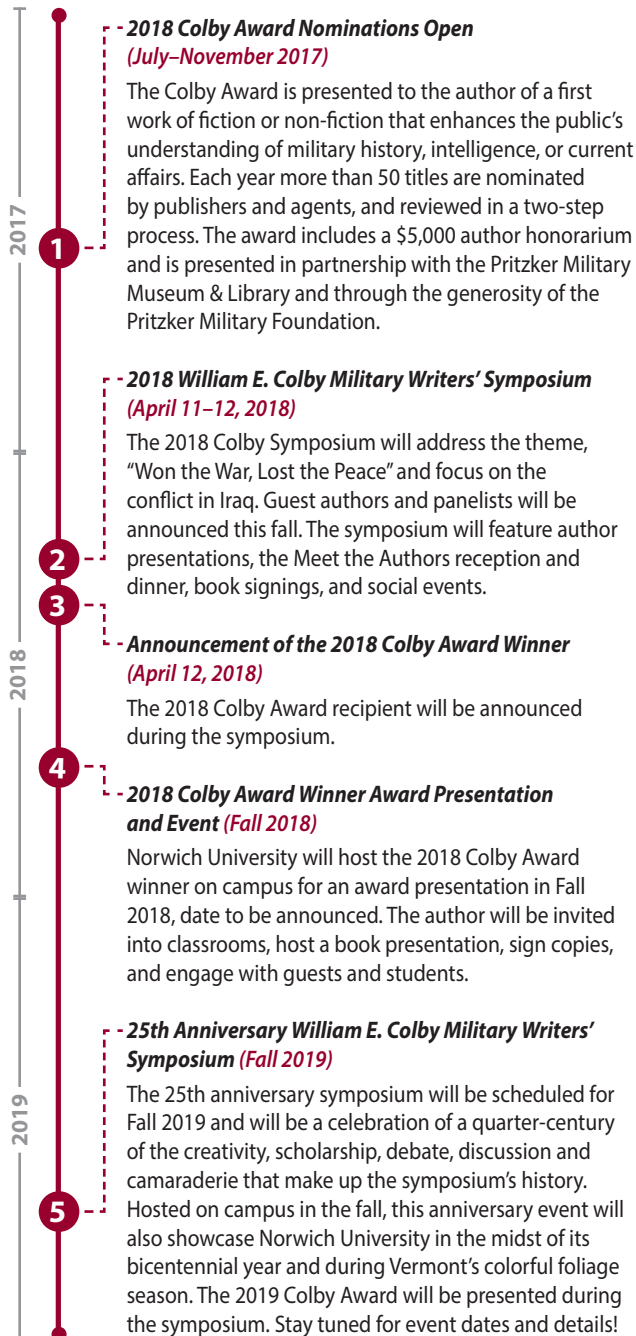 2017
2018
2019
1
2018 Colby Award Nominations Open
(July–November 2017)
The Colby Award is presented to the author of a first
work of fiction or non-fiction that enhances the public’s
understanding of military history, intelligence, or current
affairs. Each year more than 50 titles are nominated
by publishers and agents, and reviewed in a two-step
process. The award includes a $5,000 author honorarium
and is presented in partnership with the Pritzker Military
Museum & Library and through the generosity of the
Pritzker Military Foundation.
2
2018 William E. Colby Military Writers’ Symposium
(April 11–12, 2018)
The 2018 Colby Symposium will address the theme,
“Won the War, Lost the Peace” and focus on the
conflict in Iraq. Guest authors and panelists will be
announced this fall. The symposium will feature author
presentations, the Meet the Authors reception and
dinner, book signings, and social events.
3
Announcement of the 2018 Colby Award Winner
(April 12, 2018)
The 2018 Colby Award recipient will be announced
during the symposium.
4
2018 Colby Award Winner Award Presentation
and Event (Fall 2018)
Norwich University will host the 2018 Colby Award
winner on campus for an award presentation in Fall
2018, date to be announced. The author will be invited
into classrooms, host a book presentation, sign copies,
and engage with guests and students.
5
25th Anniversary William E. Colby Military Writers’
Symposium (Fall 2019)
The 25th anniversary symposium will be scheduled for
Fall 2019 and will be a celebration of a quarter-century
of the creativity, scholarship, debate, discussion and
camaraderie that make up the symposium’s history.
Hosted on campus in the fall, this anniversary event will
also showcase Norwich University in the midst of its
bicentennial year and during Vermont’s colorful foliage
season. The 2019 Colby Award will be presented during
the symposium. Stay tuned for event dates and details!